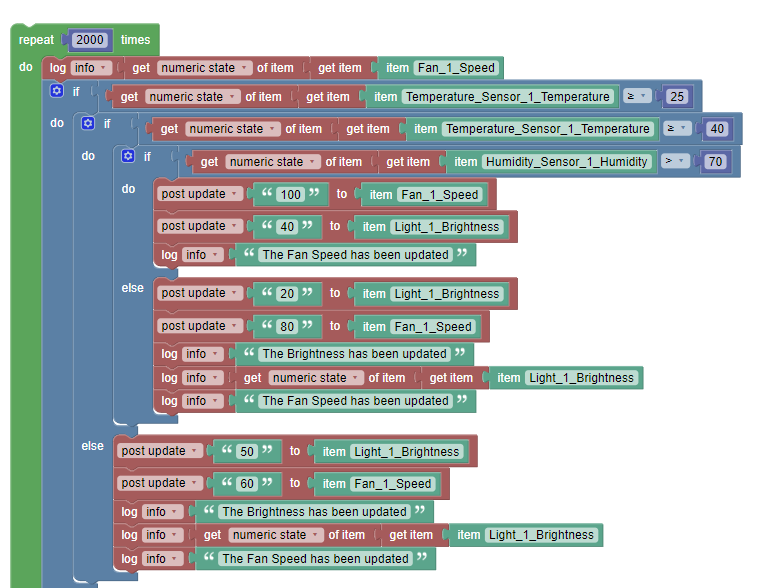 repeat 2000 times
do log info get numeric state of item get item item Fan_1_Speed
if get numeric state of item get item item Temperature_Sensor_1_Temperature ≥ 25
do if get numeric state of item get item item Temperature_Sensor_1_Temperature ≥ 40
do if get numeric state of item get item item Humidity_Sensor_1_Humidity > 70
do post update “ 100 ” to item Fan_1_Speed
post update “ 40 ” to item Light_1_Brightness
log info “ The Fan Speed has been updated ”
else post update “ 20 ” to item Light_1_Brightness
post update “ 80 ” to item Fan_1_Speed
log info “ The Brightness has been updated ”
log info get numeric state of item get item item Light_1_Brightness
log info “ The Fan Speed has been updated ”
else post update “ 50 ” to item Light_1_Brightness
post update “ 60 ” to item Fan_1_Speed
log info “ The Brightness has been updated ”
log info get numeric state of item get item item Light_1_Brightness
log info “ The Fan Speed has been updated ”